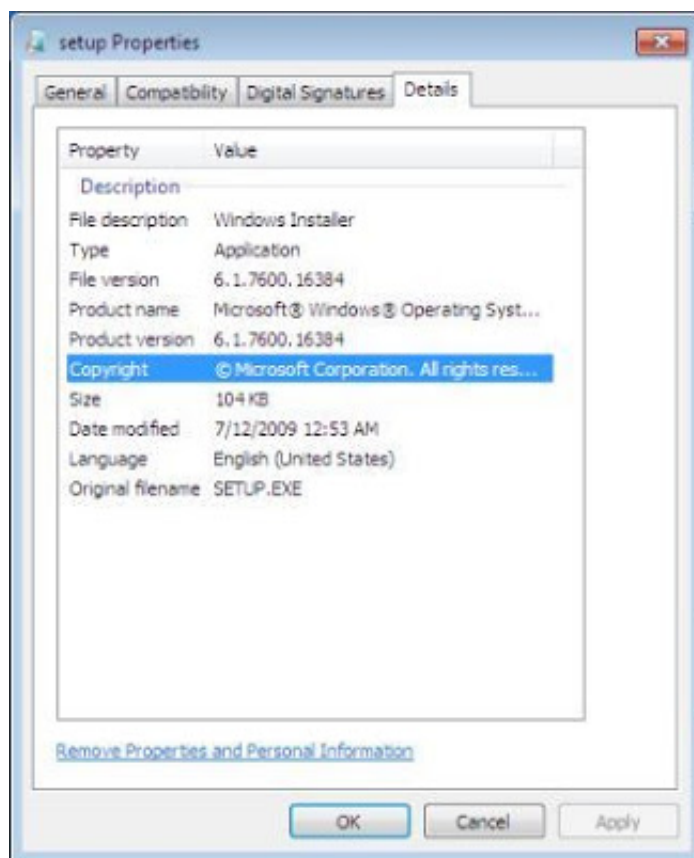 setup Properties
General Compatibility Digital Signatures Details
Property Value
Description
File description Windows Installer
Type Application
File version 6.1.7600.16384
Product name Microsoft® Windows® Operating Syst...
Product version 6.1.7600.16384
Copyright © Microsoft Corporation. All rights res...
Size 104 KB
Date modified 7/12/2009 12:53 AM
Language English (United States)
Original filename SETUP.EXE
Remove Properties and Personal Information
OK Cancel Apply